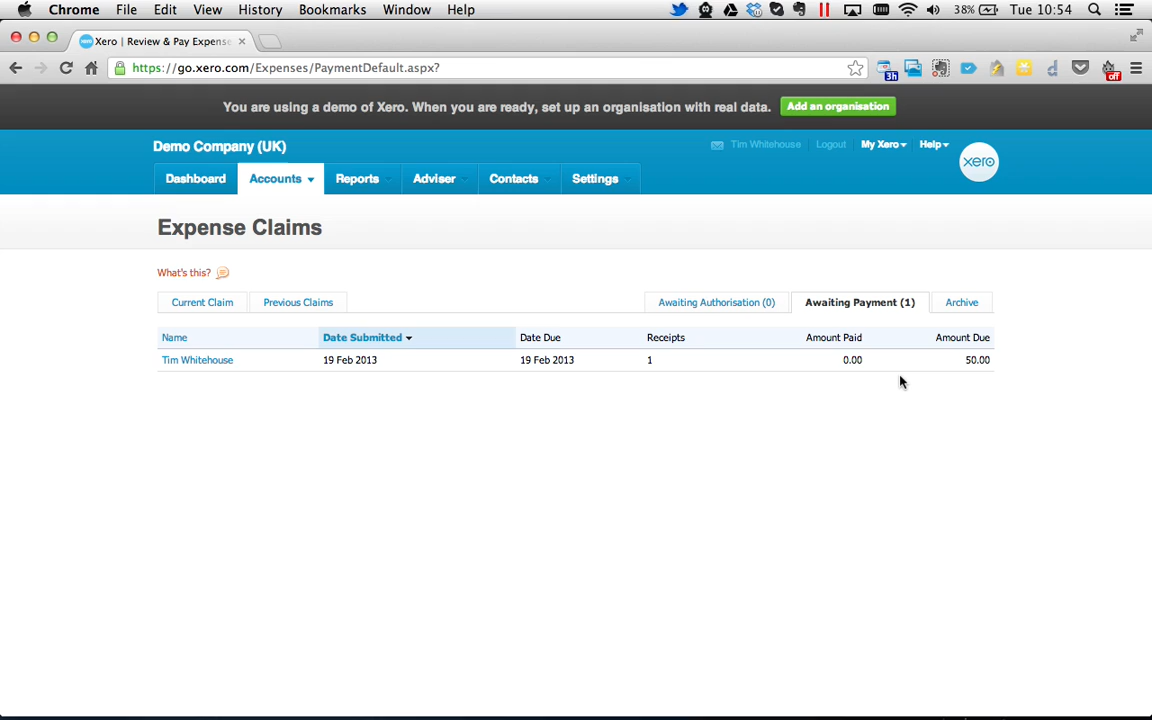 Chrome File Edit View History Bookmarks Window Help 38% Tue 10:54
Xero | Review & Pay Expense
https://go.xero.com/Expenses/PaymentDefault.aspx?
3h
off
You are using a demo of Xero. When you are ready, set up an organisation with real data. Add an organisation
Demo Company (UK) Tim Whitehouse Logout My Xero Help
xero
Dashboard Accounts Reports Adviser Contacts Settings
Expense Claims
What's this?
Current Claim Previous Claims Awaiting Authorisation (0) Awaiting Payment (1) Archive
Name Date Submitted Date Due Receipts Amount Paid Amount Due
Tim Whitehouse 19 Feb 2013 19 Feb 2013 1 0.00 50.00